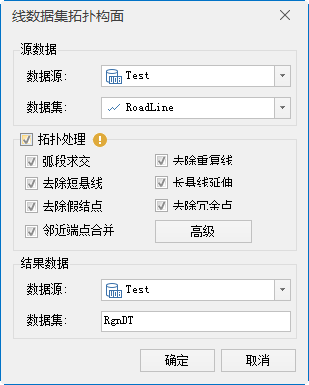 线数据集拓扑构面
源数据
数据源: Test
数据集: RoadLine
拓扑处理
弧段求交 去除重复线
去除短悬线 长悬线延伸
去除假结点 去除冗余点
邻近端点合并 高级
结果数据
数据源: Test
数据集: RgnDT
确定 取消